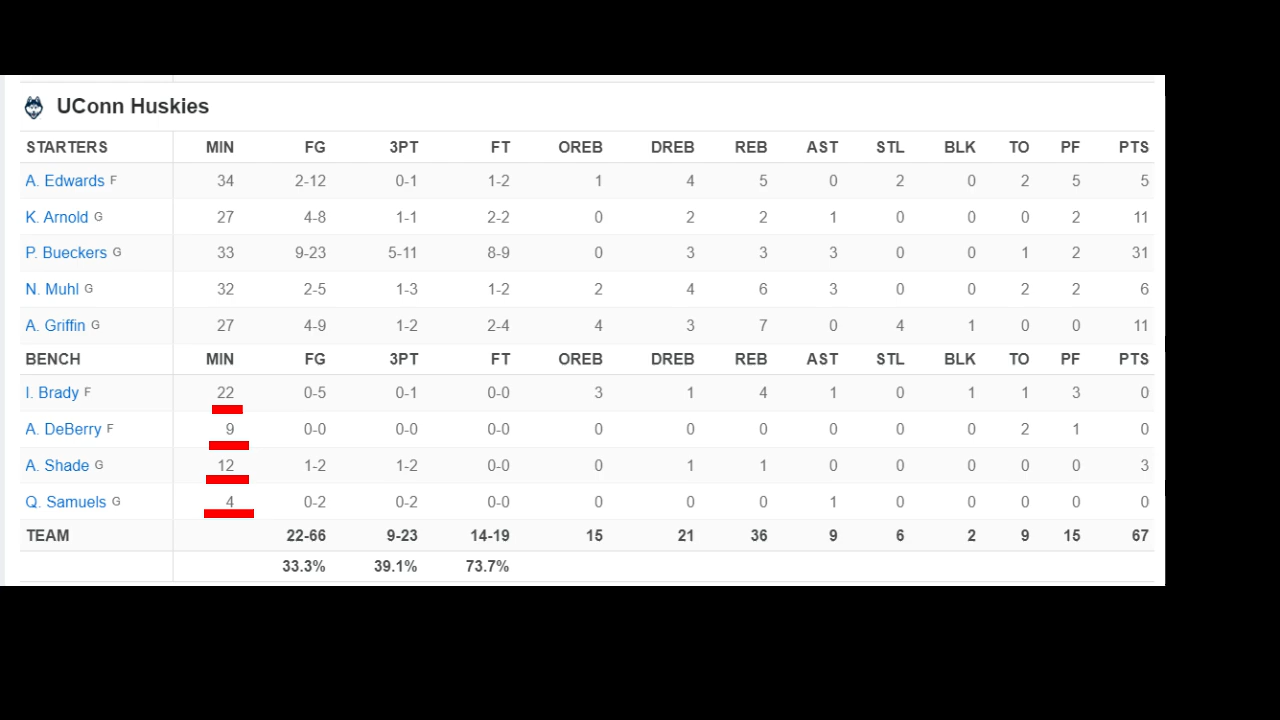 UConn Huskies
STARTERS MIN FG 3PT FT OREB DREB REB AST STL BLK TO PF PTS
A. Edwards F 34 2-12 0-1 1-2 1 4 5 0 2 0 2 5 5
K. Arnold G 27 4-8 1-1 2-2 0 2 2 1 0 0 0 2 11
P. Bueckers G 33 9-23 5-11 8-9 0 3 3 3 0 0 1 2 31
N. Muhl G 32 2-5 1-3 1-2 2 4 6 3 0 0 2 2 6
A. Griffin G 27 4-9 1-2 2-4 4 3 7 0 4 1 0 0 11
BENCH MIN FG 3PT FT OREB DREB REB AST STL BLK TO PF PTS
I. Brady F 22 0-5 0-1 0-0 3 1 4 1 0 1 1 3 0
A. DeBerry F 9 0-0 0-0 0-0 0 0 0 0 0 0 2 1 0
A. Shade G 12 1-2 1-2 0-0 0 1 1 0 0 0 0 0 3
Q. Samuels G 4 0-2 0-2 0-0 0 0 0 1 0 0 0 0 0
TEAM 22-66 9-23 14-19 15 21 36 9 6 2 9 15 67
33.3% 39.1% 73.7%